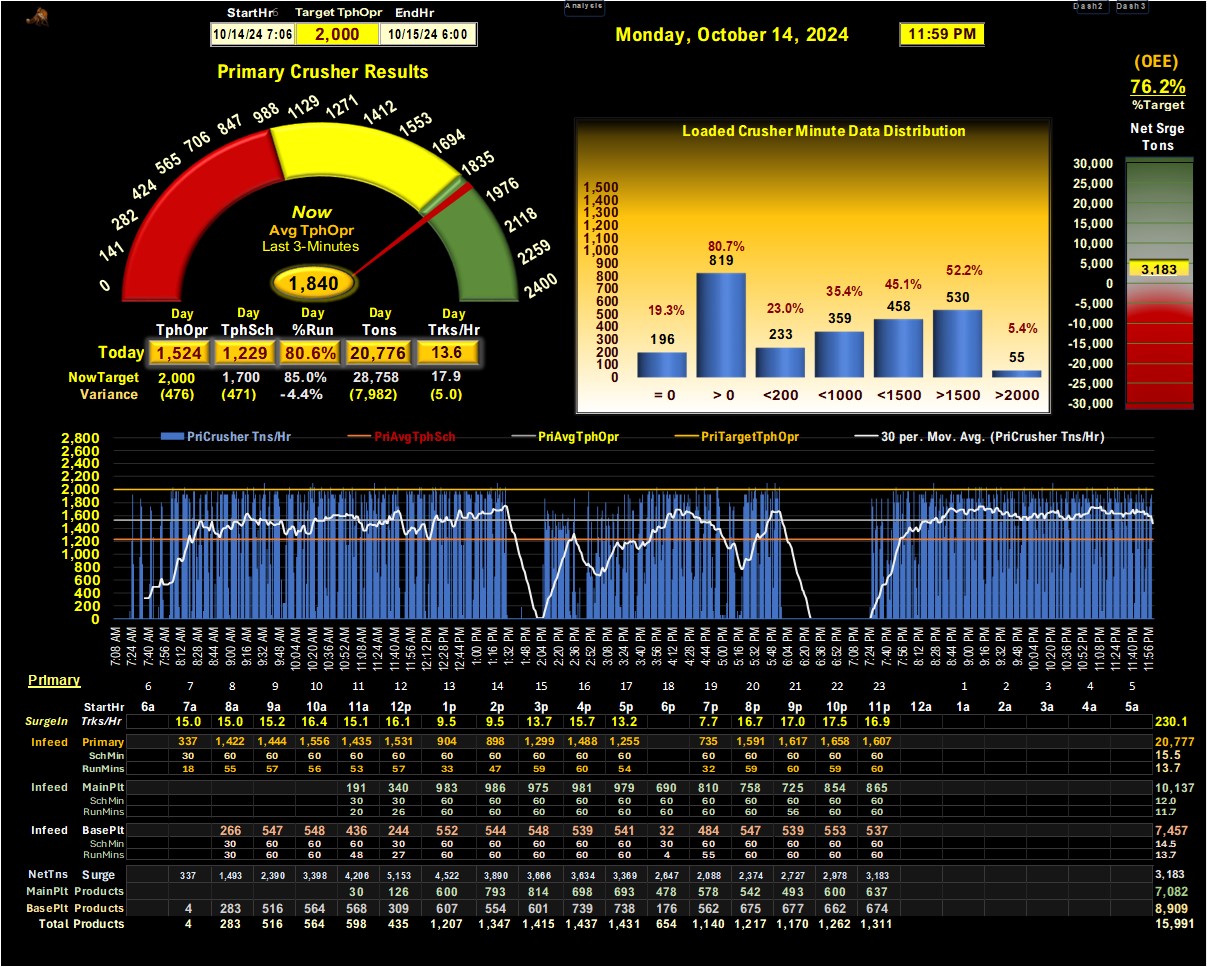 Analysis
Dash2 Dash3
StartHr6 Target TphOpr EndHr
10/14/24 7:06 2,000 10/15/24 6:00
Monday, October 14, 2024 11:59 PM
(OEE)
76.2%
%Target
Net Srge
Tons
Primary Crusher Results
0 141 282 424 565 706 847 988 1129 1271 1412 1553 1694 1835 1976 2118 2259 2400
Now
Avg TphOpr
Last 3-Minutes
1,840
Day Day Day Day Day
TphOpr TphSch %Run Tons Trks/Hr
Today 1,524 1,229 80.6% 20,776 13.6
NowTarget 2,000 1,700 85.0% 28,758 17.9
Variance (476) (471) -4.4% (7,982) (5.0)
Loaded Crusher Minute Data Distribution
1,500
1,400
1,300
1,200
1,100
1,000
900
800
700
600
500
400
300
200
100
0
19.3% 80.7% 23.0% 35.4% 45.1% 52.2% 5.4%
196 819 233 359 458 530 55
= 0 > 0 <200 <1000 <1500 >1500 >2000
30,000
25,000
20,000
15,000
10,000
5,000
0
-5,000
-10,000
-15,000
-20,000
-25,000
-30,000
3,183
PriCrusher Tns/Hr PriAvgTphSch PriAvgTphOpr PriTargetTphOpr 30 per. Mov. Avg. (PriCrusher Tns/Hr)
2,800
2,600
2,400
2,200
2,000
1,800
1,600
1,400
1,200
1,000
800
600
400
200
0
7:08 AM 7:24 AM 7:40 AM 7:56 AM 8:12 AM 8:28 AM 8:44 AM 9:00 AM 9:16 AM 9:32 AM 9:48 AM 10:04 AM 10:20 AM 10:36 AM 10:52 AM 11:08 AM 11:24 AM 11:40 AM 11:56 AM 12:12 PM 12:28 PM 12:44 PM 1:00 PM 1:16 PM 1:32 PM 1:48 PM 2:04 PM 2:20 PM 2:36 PM 2:52 PM 3:08 PM 3:24 PM 3:40 PM 3:56 PM 4:12 PM 4:28 PM 4:44 PM 5:00 PM 5:16 PM 5:32 PM 5:48 PM 6:04 PM 6:20 PM 6:36 PM 6:52 PM 7:08 PM 7:24 PM 7:40 PM 7:56 PM 8:12 PM 8:28 PM 8:44 PM 9:00 PM 9:16 PM 9:32 PM 9:48 PM 10:04 PM 10:20 PM 10:36 PM 10:52 PM 11:08 PM 11:24 PM 11:40 PM 11:56 PM
Primary
6 7 8 9 10 11 12 13 14 15 16 17 18 19 20 21 22 23 1 2 3 4 5
StartHr 6a 7a 8a 9a 10a 11a 12p 1p 2p 3p 4p 5p 6p 7p 8p 9p 10p 11p 12a 1a 2a 3a 4a 5a
SurgeIn Trks/Hr 15.0 15.0 15.2 16.4 15.1 16.1 9.5 9.5 13.7 15.7 13.2 7.7 16.7 17.0 17.5 16.9 230.1
Infeed Primary 337 1,422 1,444 1,556 1,435 1,531 904 898 1,299 1,488 1,255 735 1,591 1,617 1,658 1,607 20,777
SchMin 30 60 60 60 60 60 60 60 60 60 60 60 60 60 60 60 15.5
RunMins 18 55 57 56 53 57 33 47 59 60 54 32 59 60 59 60 13.7
Infeed MainPlt 191 340 983 986 975 981 979 690 810 758 725 854 865 10,137
SchMin 30 30 60 60 60 60 60 60 60 60 60 60 60 12.0
RunMins 20 26 60 60 60 60 60 60 60 60 56 60 60 11.7
Infeed BasePlt 266 547 548 436 244 552 544 548 539 541 32 484 547 539 553 537 7,457
SchMin 30 60 60 60 30 60 60 60 60 60 30 60 60 60 60 60 14.5
RunMins 30 60 60 48 27 60 60 60 60 60 4 55 60 60 60 60 13.7
NetTns Surge 337 1,493 2,390 3,398 4,206 5,153 4,522 3,890 3,666 3,634 3,369 2,647 2,088 2,374 2,727 2,978 3,183 3,183
MainPlt Products 30 126 600 793 814 698 693 478 578 542 493 600 637 7,082
BasePlt Products 4 283 516 564 568 309 607 554 601 739 738 176 562 675 677 662 674 8,909
Total Products 4 283 516 564 598 435 1,207 1,347 1,415 1,437 1,431 654 1,140 1,217 1,170 1,262 1,311 15,991